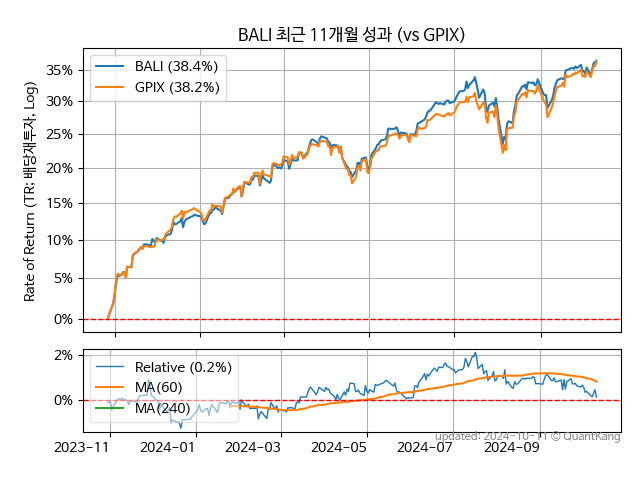 BALI 최근 11개월 성과 (vs GPIX)
Rate of Return (TR; 배당재투자, Log)
35%
30%
25%
20%
15%
10%
5%
0%
BALI (38.4%)
GPIX (38.2%)
2%
0%
Relative (0.2%)
MA(60)
MA(240)
2023-11
2024-01
2024-03
2024-05
2024-07
2024-09
updated: 2024-10-11 © QuantKang